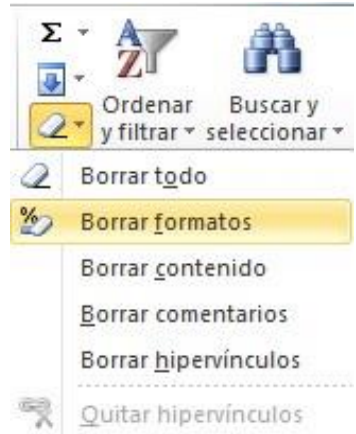 Σ
Ordenar y filtrar
Buscar y seleccionar
Borrar todo
% Borrar formatos
Borrar contenido
Borrar comentarios
Borrar hipervínculos
Quitar hipervínculos